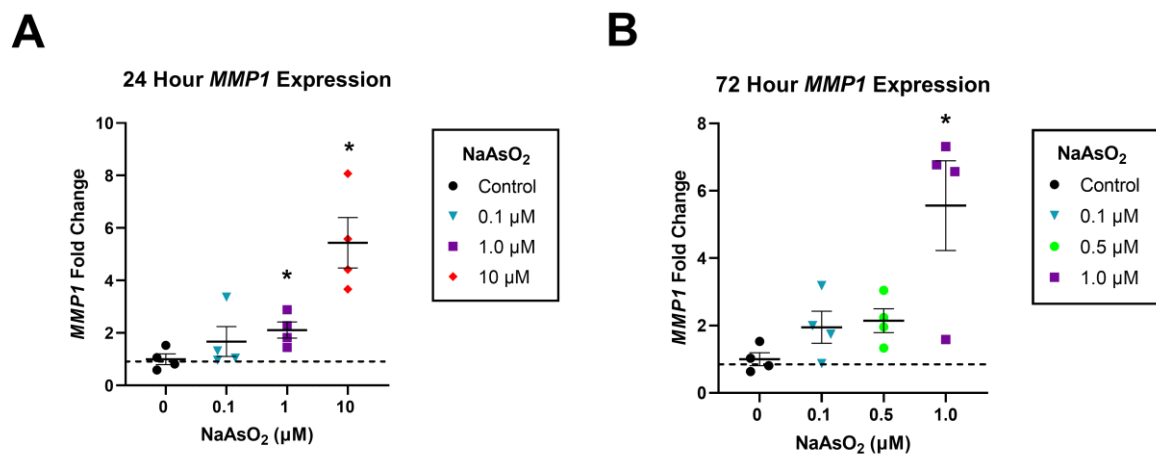 A
24 Hour MMP1 Expression
MMP1 Fold Change
10
8
6
4
2
0
*
*
0
0.1
1
10
NaAsO₂ (µM)
NaAsO₂
Control
0.1 µM
1.0 µM
10 µM
B
72 Hour MMP1 Expression
MMP1 Fold Change
8
6
4
2
0
*
0
0.1
0.5
1.0
NaAsO₂ (µM)
NaAsO₂
Control
0.1 µM
0.5 µM
1.0 µM